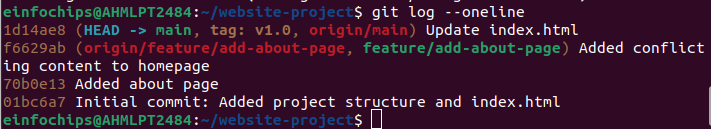 einfochips@AHMLPT2484:~/website-project$ git log --oneline
1d14ae8 (HEAD -> main, tag: v1.0, origin/main) Update index.html
f6629ab (origin/feature/add-about-page, feature/add-about-page) Added conflict
ing content to homepage
70b0e13 Added about page
01bc6a7 Initial commit: Added project structure and index.html
einfochips@AHMLPT2484:~/website-project$